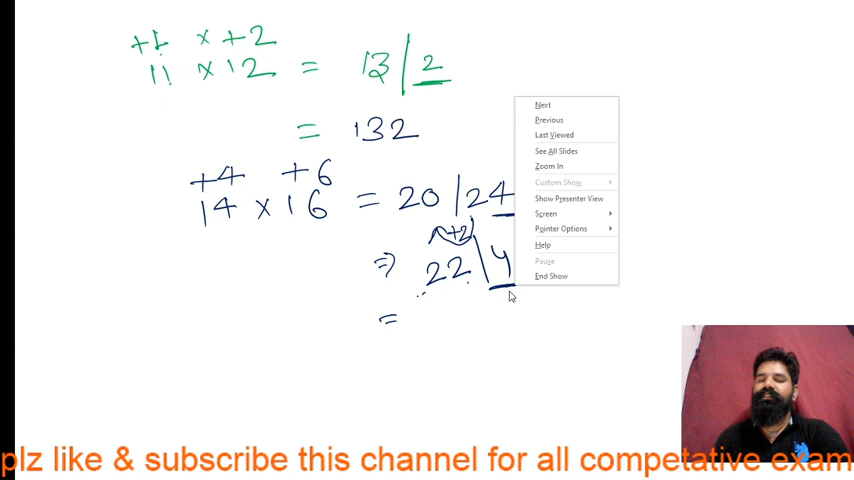 +1 × +2
11 × 12 = 13 | 2
= 132
+4 +6
14 × 16 = 20 | 24
(+2)
⇒ 22 | 4
=
Next
Previous
Last Viewed
See All Slides
Zoom In
Custom Show
Show Presenter View
Screen
Pointer Options
Help
Pause
End Show
plz like & subscribe this channel for all competative exam